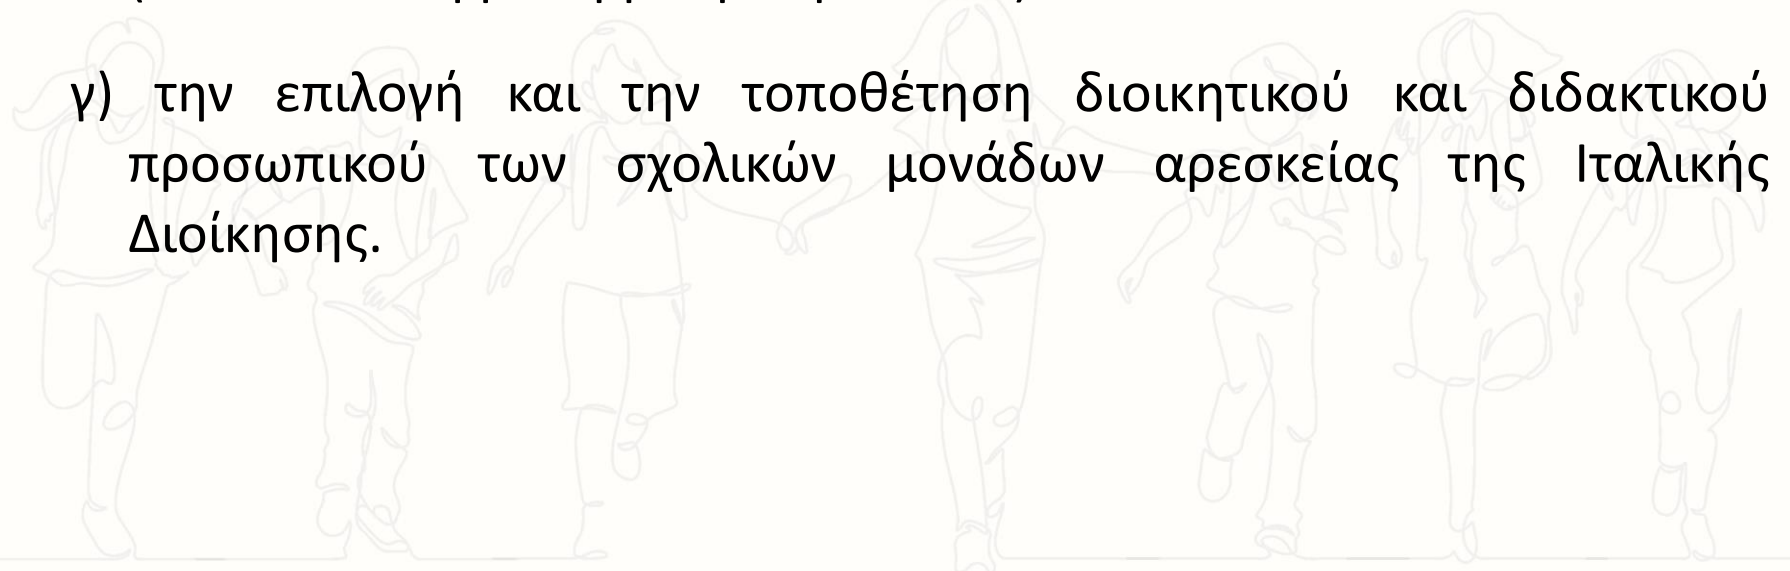 γ) την επιλογή και την τοποθέτηση διοικητικού και διδακτικού
προσωπικού των σχολικών μονάδων αρεσκείας της Ιταλικής
Διοίκησης.